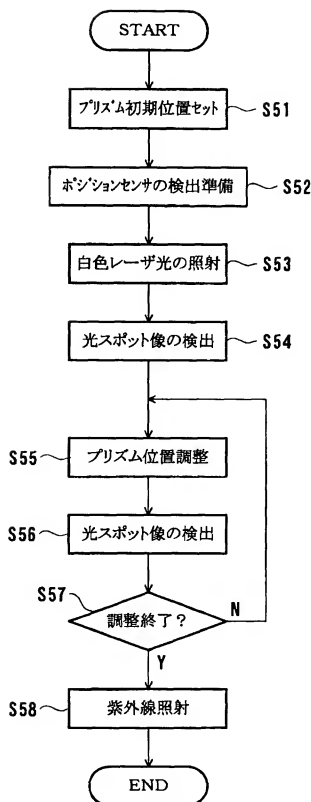 START
プリズム初期位置セット S51
ポジションセンサの検出準備 S52
白色レーザ光の照射 S53
光スポット像の検出 S54
S55 プリズム位置調整
S56 光スポット像の検出
S57 調整終了? N
Y
S58 紫外線照射
END